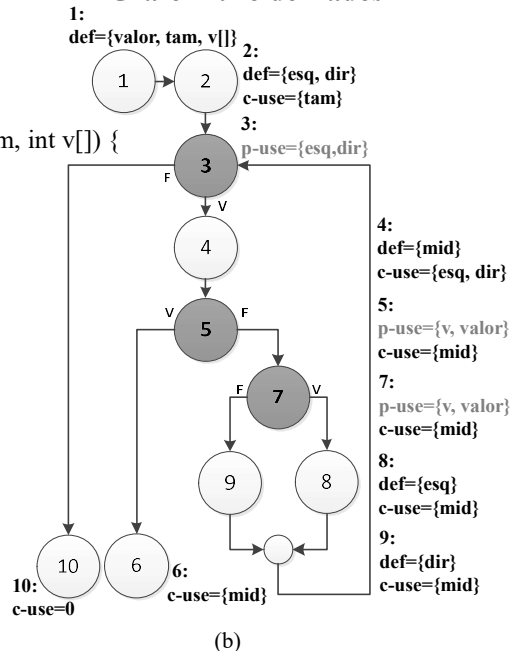 1:
def={valor, tam, v[]}
1
2
2:
def={esq, dir}
c-use={tam}
m, int v[]) {
3:
p-use={esq,dir}
3
F
V
4
4:
def={mid}
c-use={esq, dir}
V
5
F
5:
p-use={v, valor}
c-use={mid}
F
7
V
7:
p-use={v, valor}
c-use={mid}
9
8
8:
def={esq}
c-use={mid}
9:
def={dir}
c-use={mid}
10
6
10:
c-use=0
6:
c-use={mid}
(b)